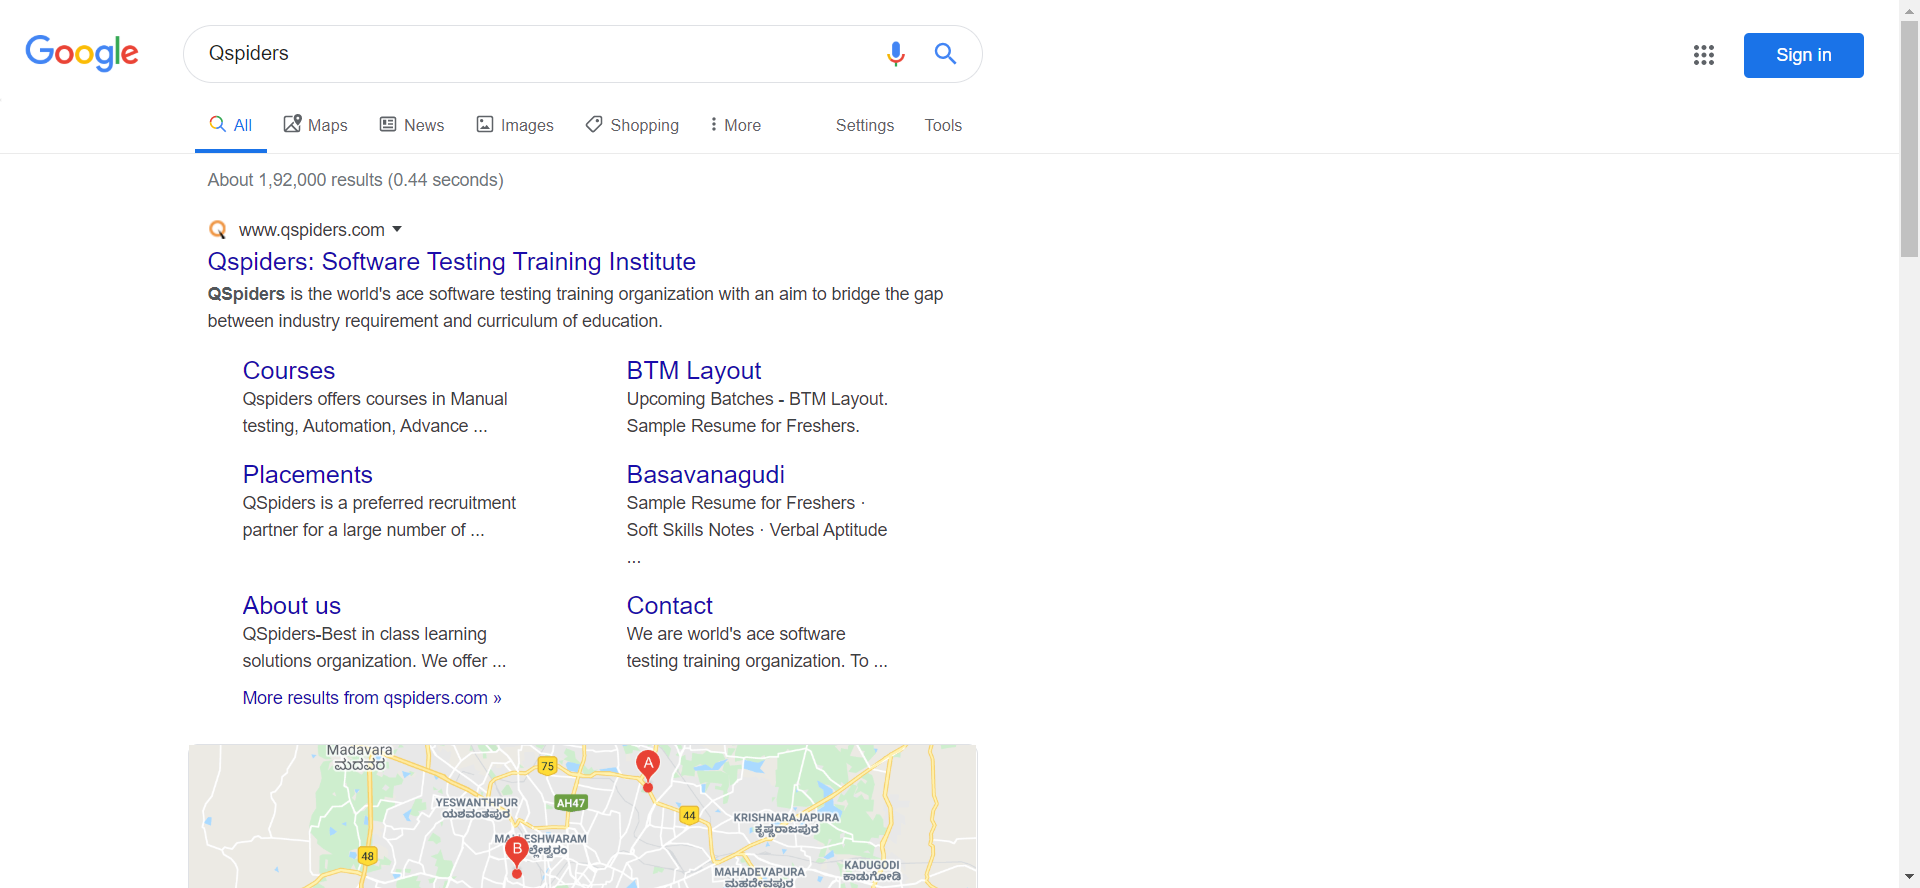 Google
Qspiders
Sign in
All Maps News Images Shopping More Settings Tools
About 1,92,000 results (0.44 seconds)
www.qspiders.com
Qspiders: Software Testing Training Institute
QSpiders is the world's ace software testing training organization with an aim to bridge the gap
between industry requirement and curriculum of education.
Courses
Qspiders offers courses in Manual
testing, Automation, Advance ...
BTM Layout
Upcoming Batches - BTM Layout.
Sample Resume for Freshers.
Placements
QSpiders is a preferred recruitment
partner for a large number of ...
Basavanagudi
Sample Resume for Freshers ·
Soft Skills Notes · Verbal Aptitude
...
About us
QSpiders-Best in class learning
solutions organization. We offer ...
Contact
We are world's ace software
testing training organization. To ...
More results from qspiders.com »
Madavara
ಮದವರ
75
A
YESWANTHPUR
ಯಶವಂತಪುರ
AH47
44
KRISHNARAJAPURA
ಕೃಷ್ಣರಾಜಪುರ
B
48
KADUGODI
ಕಾಡುಗೋಡಿ
MAHADEVAPURA
ಮಹದೇವಪುರ